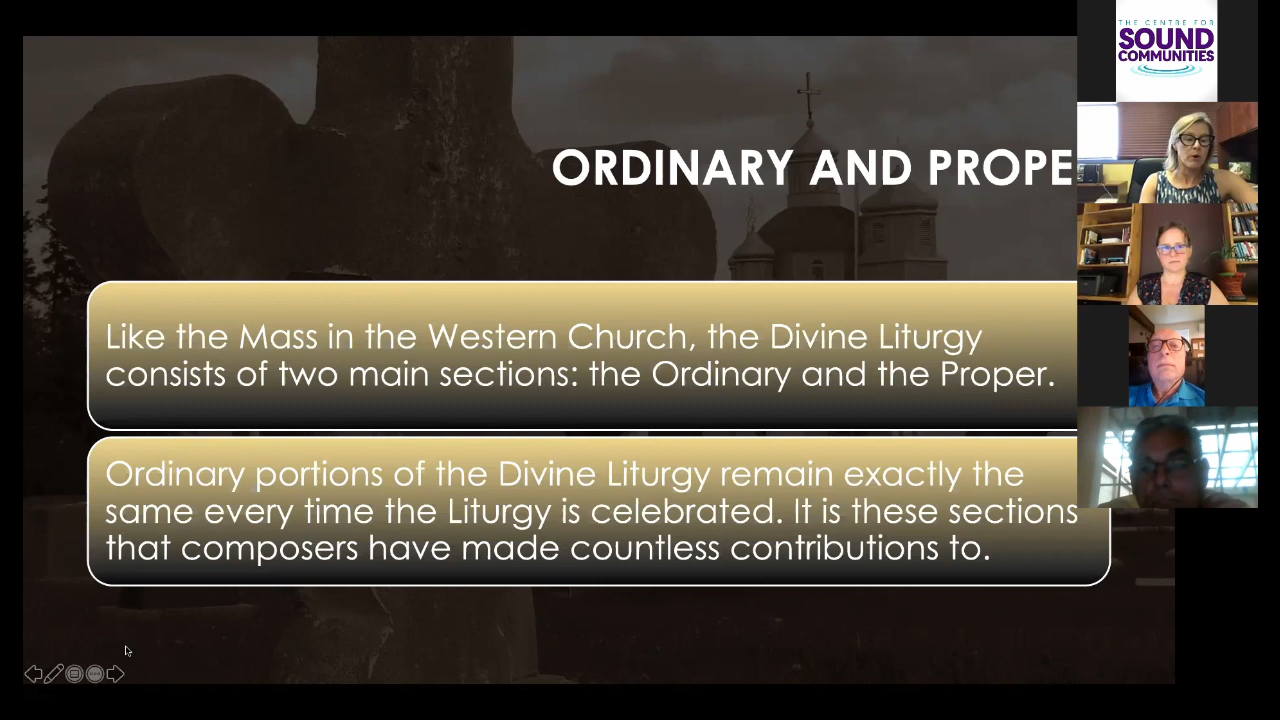 THE CENTRE FOR
SOUND
COMMUNITIES
ORDINARY AND PROPE
Like the Mass in the Western Church, the Divine Liturgy
consists of two main sections: the Ordinary and the Proper.
Ordinary portions of the Divine Liturgy remain exactly the
same every time the Liturgy is celebrated. It is these sections
that composers have made countless contributions to.